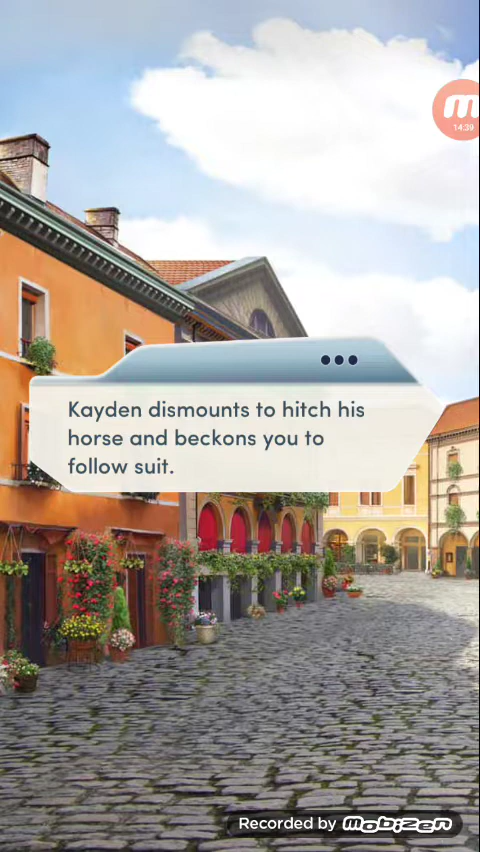 m
14:39
Kayden dismounts to hitch his
horse and beckons you to
follow suit.
Recorded by mobizen